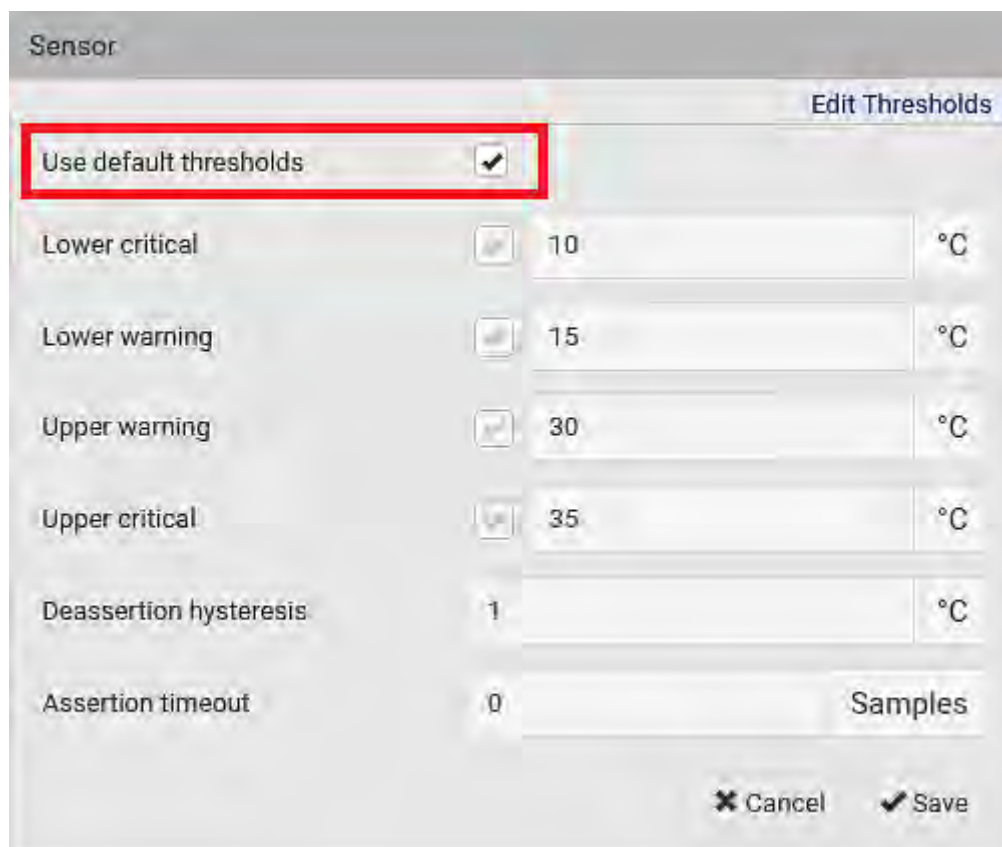 Sensor
Edit Thresholds
Use default thresholds
Lower critical 10 °C
Lower warning 15 °C
Upper warning 30 °C
Upper critical 35 °C
Deassertion hysteresis 1 °C
Assertion timeout 0 Samples
Cancel Save